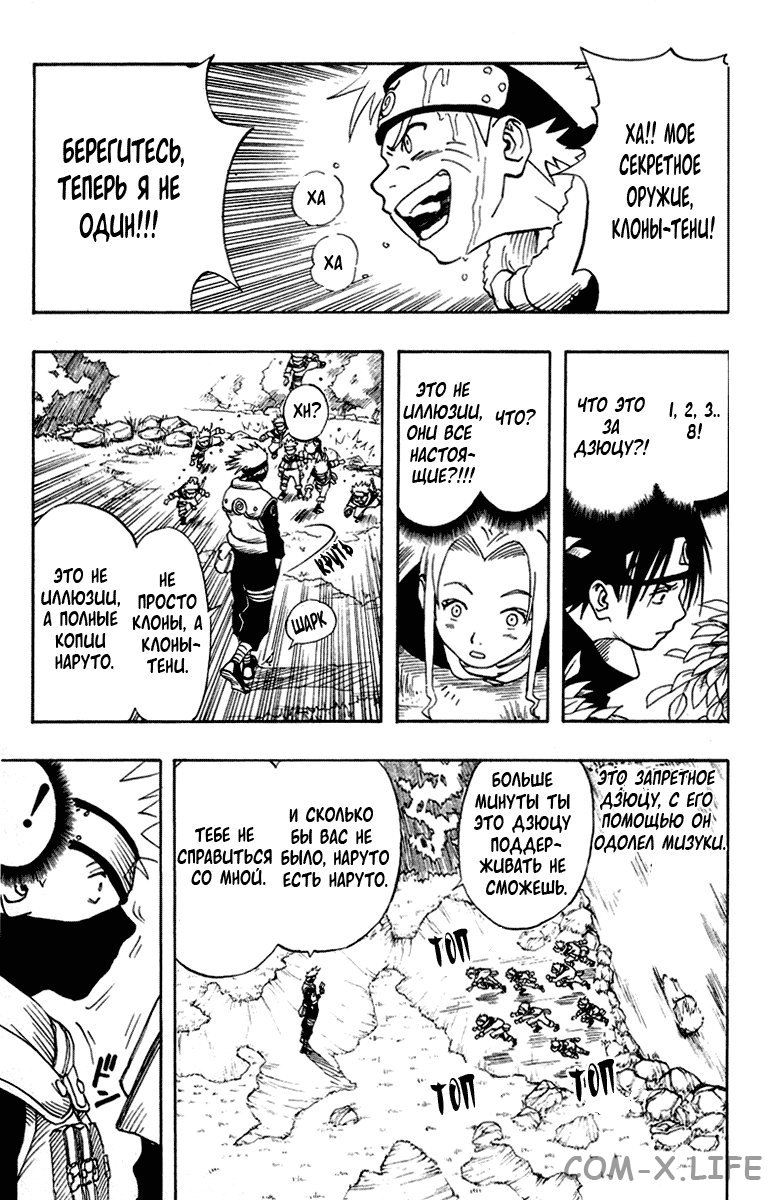 ХА!! МОЕ
СЕКРЕТНОЕ
ОРУЖИЕ,
КЛОНЫ-ТЕНИ!
ХА
ХА
БЕРЕГИТЕСЬ,
ТЕПЕРЬ Я НЕ
ОДИН!!!
1, 2, 3..
8!
ЧТО ЭТО
ЗА
ДЗЮЦУ?!
ЧТО?
ЭТО НЕ
ИЛЛЮЗИИ,
ОНИ ВСЕ
НАСТОЯ-
ЩИЕ?!!!
ХН?
КРУТЬ
ШАРК
НЕ
ПРОСТО
КЛОНЫ, А
КЛОНЫ-
ТЕНИ.
ЭТО НЕ
ИЛЛЮЗИИ,
А ПОЛНЫЕ
КОПИИ
НАРУТО.
ЭТО ЗАПРЕТНОЕ
ДЗЮЦУ, С ЕГО
ПОМОЩЬЮ ОН
ОДОЛЕЛ МИЗУКИ.
БОЛЬШЕ
МИНУТЫ ТЫ
ЭТО ДЗЮЦУ
ПОДДЕР-
ЖИВАТЬ НЕ
СМОЖЕШЬ.
И СКОЛЬКО
БЫ ВАС НЕ
БЫЛО, НАРУТО
ЕСТЬ НАРУТО.
ТЕБЕ НЕ
СПРАВИТЬСЯ
СО МНОЙ.
ТОП
ТОП
ТОП
!
COM-X.LIFE